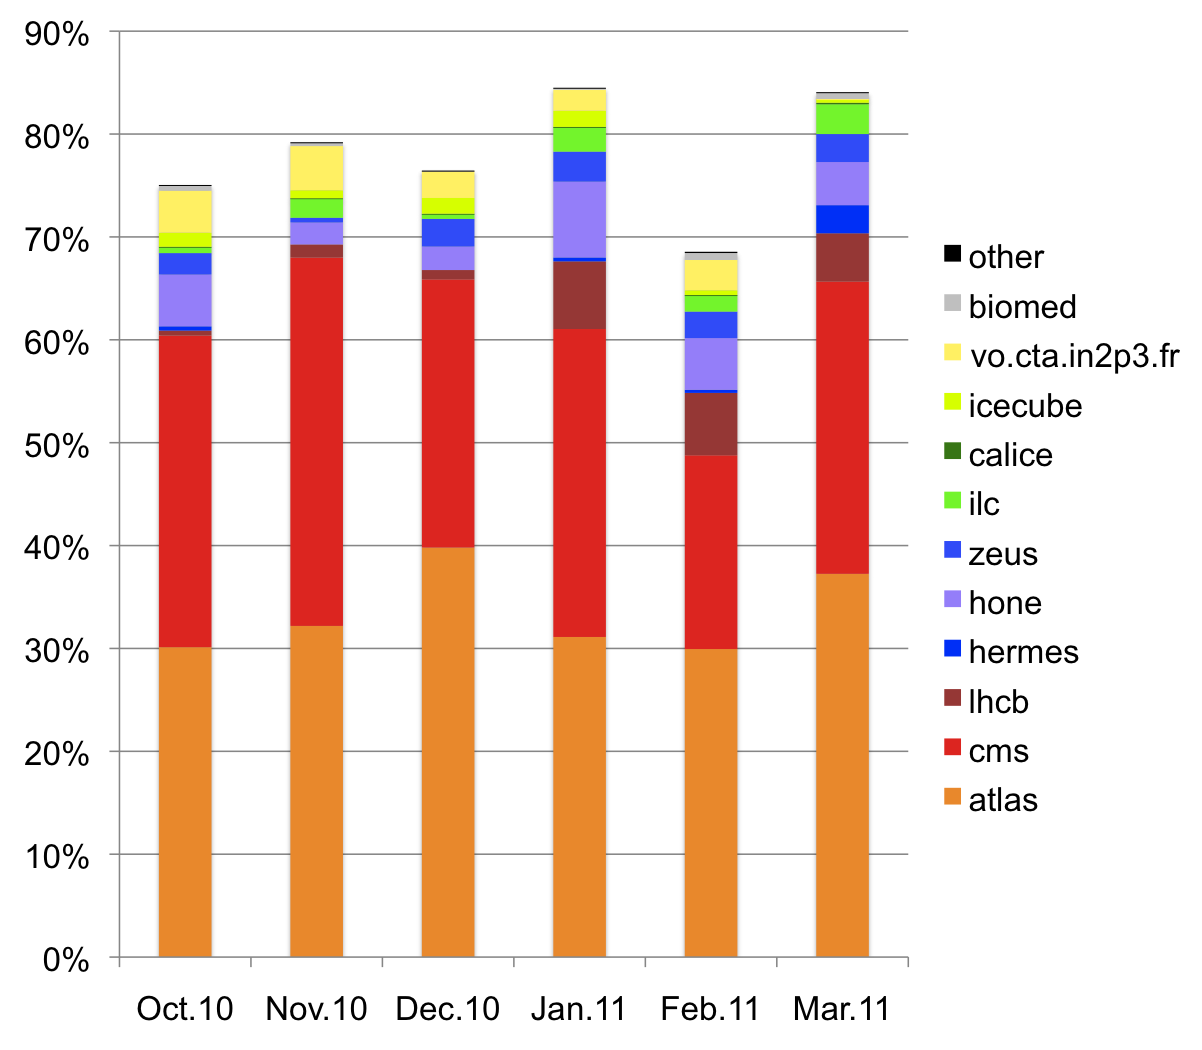 90%
80%
70%
60%
50%
40%
30%
20%
10%
0%
Oct.10 Nov.10 Dec.10 Jan.11 Feb.11 Mar.11
other
biomed
vo.cta.in2p3.fr
icecube
calice
ilc
zeus
hone
hermes
lhcb
cms
atlas